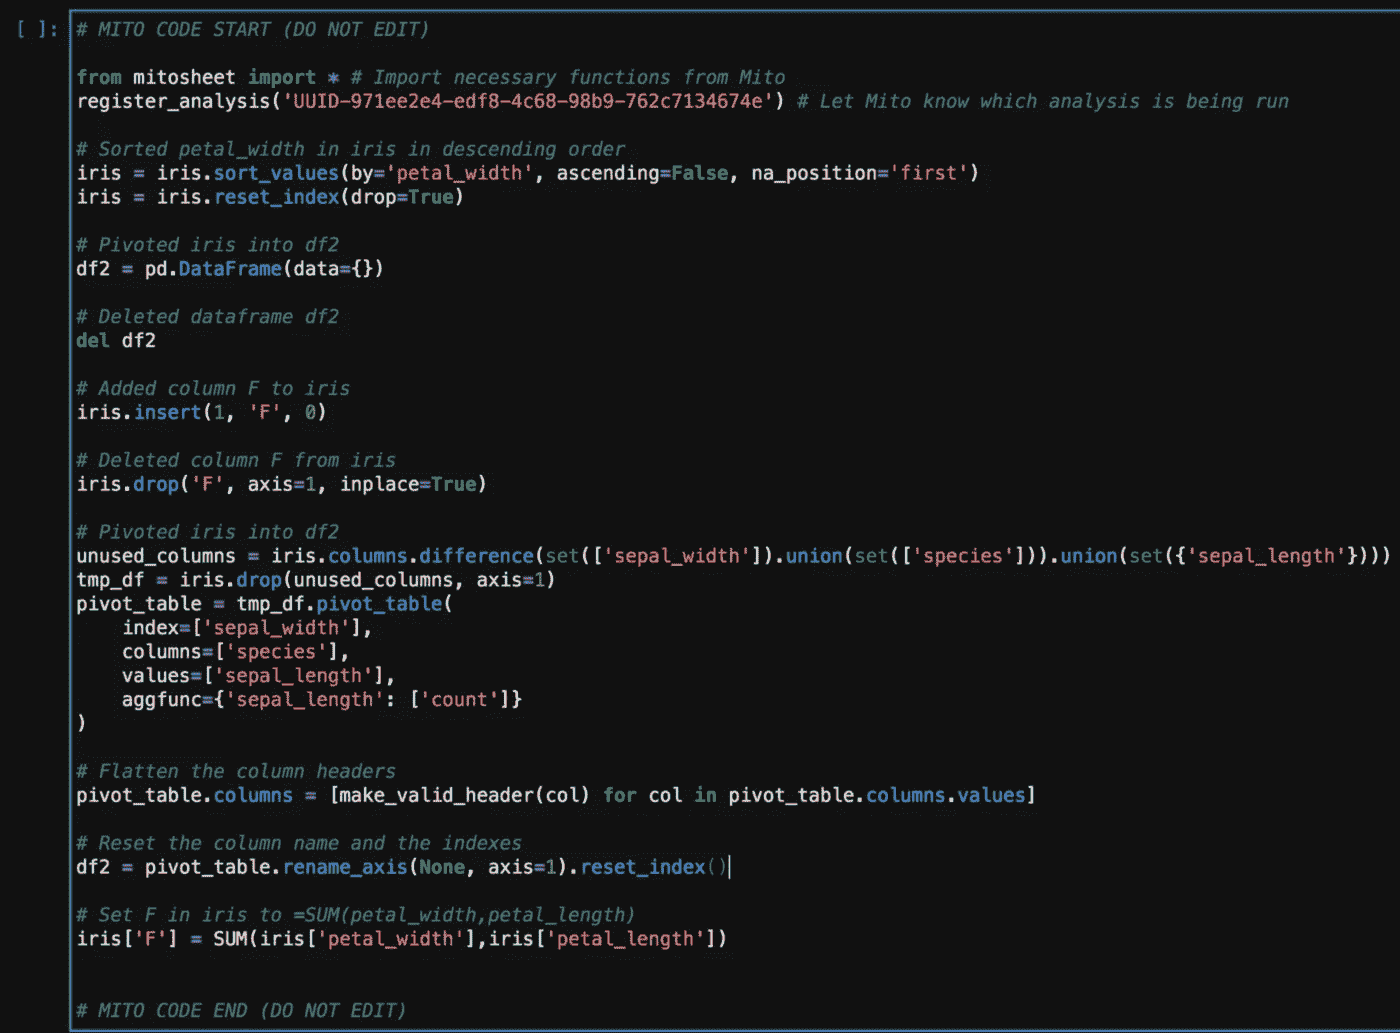 [ ]: # MITO CODE START (DO NOT EDIT)
from mitosheet import * # Import necessary functions from Mito
register_analysis('UUID-971ee2e4-edf8-4c68-98b9-762c7134674e') # Let Mito know which analysis is being run
# Sorted petal_width in iris in descending order
iris = iris.sort_values(by='petal_width', ascending=False, na_position='first')
iris = iris.reset_index(drop=True)
# Pivoted iris into df2
df2 = pd.DataFrame(data={})
# Deleted dataframe df2
del df2
# Added column F to iris
iris.insert(1, 'F', 0)
# Deleted column F from iris
iris.drop('F', axis=1, inplace=True)
# Pivoted iris into df2
unused_columns = iris.columns.difference(set(['sepal_width']).union(set(['species'])).union(set({'sepal_length'})))
tmp_df = iris.drop(unused_columns, axis=1)
pivot_table = tmp_df.pivot_table(
    index=['sepal_width'],
    columns=['species'],
    values=['sepal_length'],
    aggfunc={'sepal_length': ['count']}
)
# Flatten the column headers
pivot_table.columns = [make_valid_header(col) for col in pivot_table.columns.values]
# Reset the column name and the indexes
df2 = pivot_table.rename_axis(None, axis=1).reset_index()
# Set F in iris to =SUM(petal_width,petal_length)
iris['F'] = SUM(iris['petal_width'],iris['petal_length'])
# MITO CODE END (DO NOT EDIT)